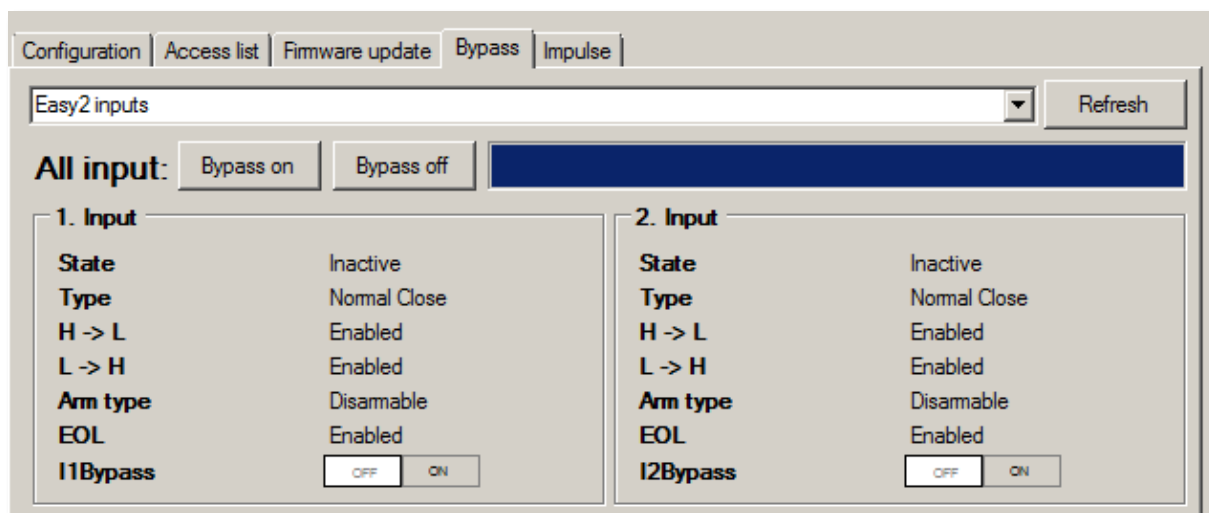 Configuration Access list Firmware update Bypass Impulse
Easy2 inputs Refresh
All input: Bypass on Bypass off
1. Input
State Inactive
Type Normal Close
H -> L Enabled
L -> H Enabled
Arm type Disarmable
EOL Enabled
I1Bypass OFF ON
2. Input
State Inactive
Type Normal Close
H -> L Enabled
L -> H Enabled
Arm type Disarmable
EOL Enabled
I2Bypass OFF ON